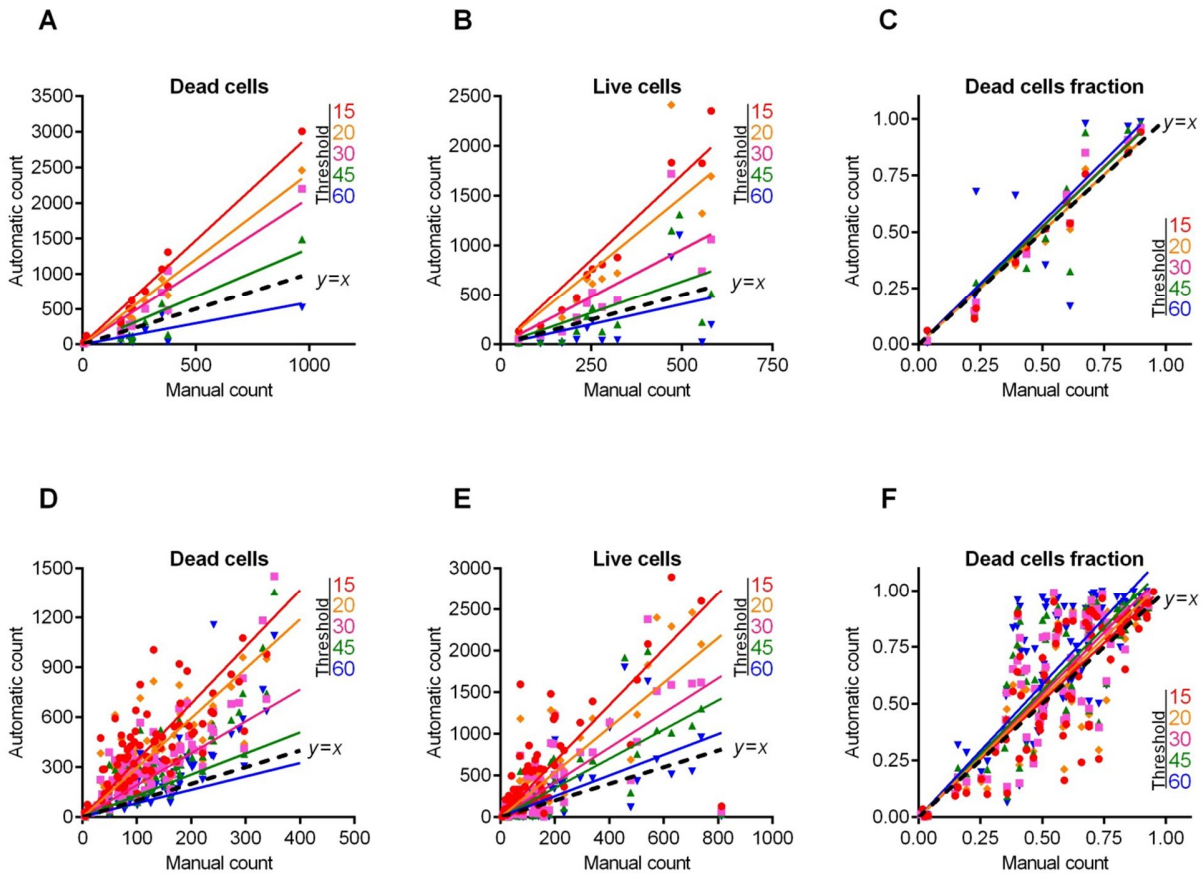 A
B
C
Dead cells
Live cells
Dead cells fraction
Automatic count
3500
3000
2500
2000
1500
1000
500
0
0
500
1000
Manual count
Threshold
15
20
30
45
60
y=x
Automatic count
2500
2000
1500
1000
500
0
0
250
500
750
Manual count
Threshold
15
20
30
45
60
y=x
Automatic count
1.00
0.75
0.50
0.25
0.00
0.00
0.25
0.50
0.75
1.00
Manual count
y=x
Threshold
15
20
30
45
60
D
E
F
Dead cells
Live cells
Dead cells fraction
Automatic count
1500
1200
900
600
300
0
0
100
200
300
400
500
Manual count
Threshold
15
20
30
45
60
y=x
Automatic count
3000
2500
2000
1500
1000
500
0
0
200
400
600
800
1000
Manual count
Threshold
15
20
30
45
60
y=x
Automatic count
1.00
0.75
0.50
0.25
0.00
0.00
0.25
0.50
0.75
1.00
Manual count
y=x
Threshold
15
20
30
45
60